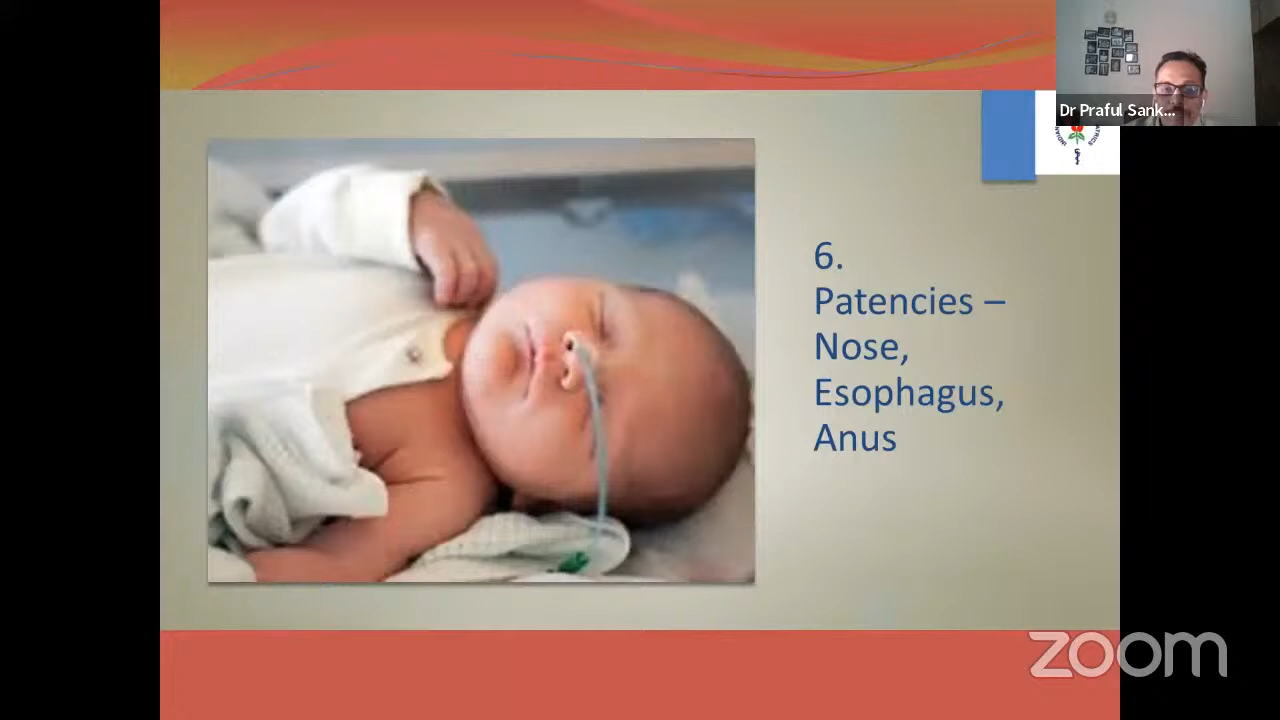 Dr Praful Sank...
6.
Patencies –
Nose,
Esophagus,
Anus
zoom